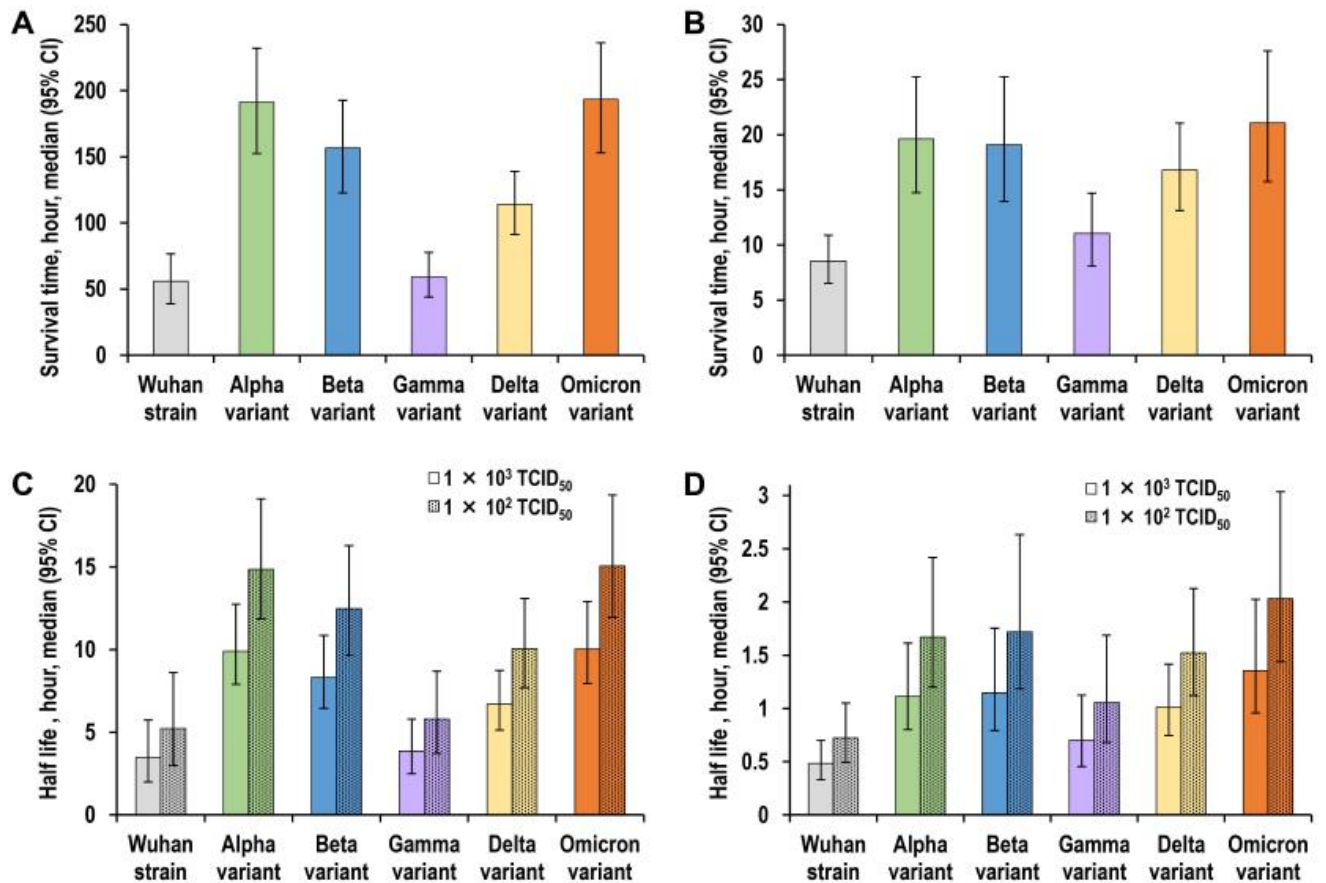 A
Survival time, hour, median (95% CI)
250
200
150
100
50
0
Wuhan strain
Alpha variant
Beta variant
Gamma variant
Delta variant
Omicron variant
B
Survival time, hour, median (95% CI)
30
25
20
15
10
5
0
Wuhan strain
Alpha variant
Beta variant
Gamma variant
Delta variant
Omicron variant
C
Half life , hour, median (95% CI)
20
15
10
5
0
1 × 10³ TCID₅₀
1 × 10² TCID₅₀
Wuhan strain
Alpha variant
Beta variant
Gamma variant
Delta variant
Omicron variant
D
Half life , hour, median (95% CI)
3
2.5
2
1.5
1
0.5
0
1 × 10³ TCID₅₀
1 × 10² TCID₅₀
Wuhan strain
Alpha variant
Beta variant
Gamma variant
Delta variant
Omicron variant